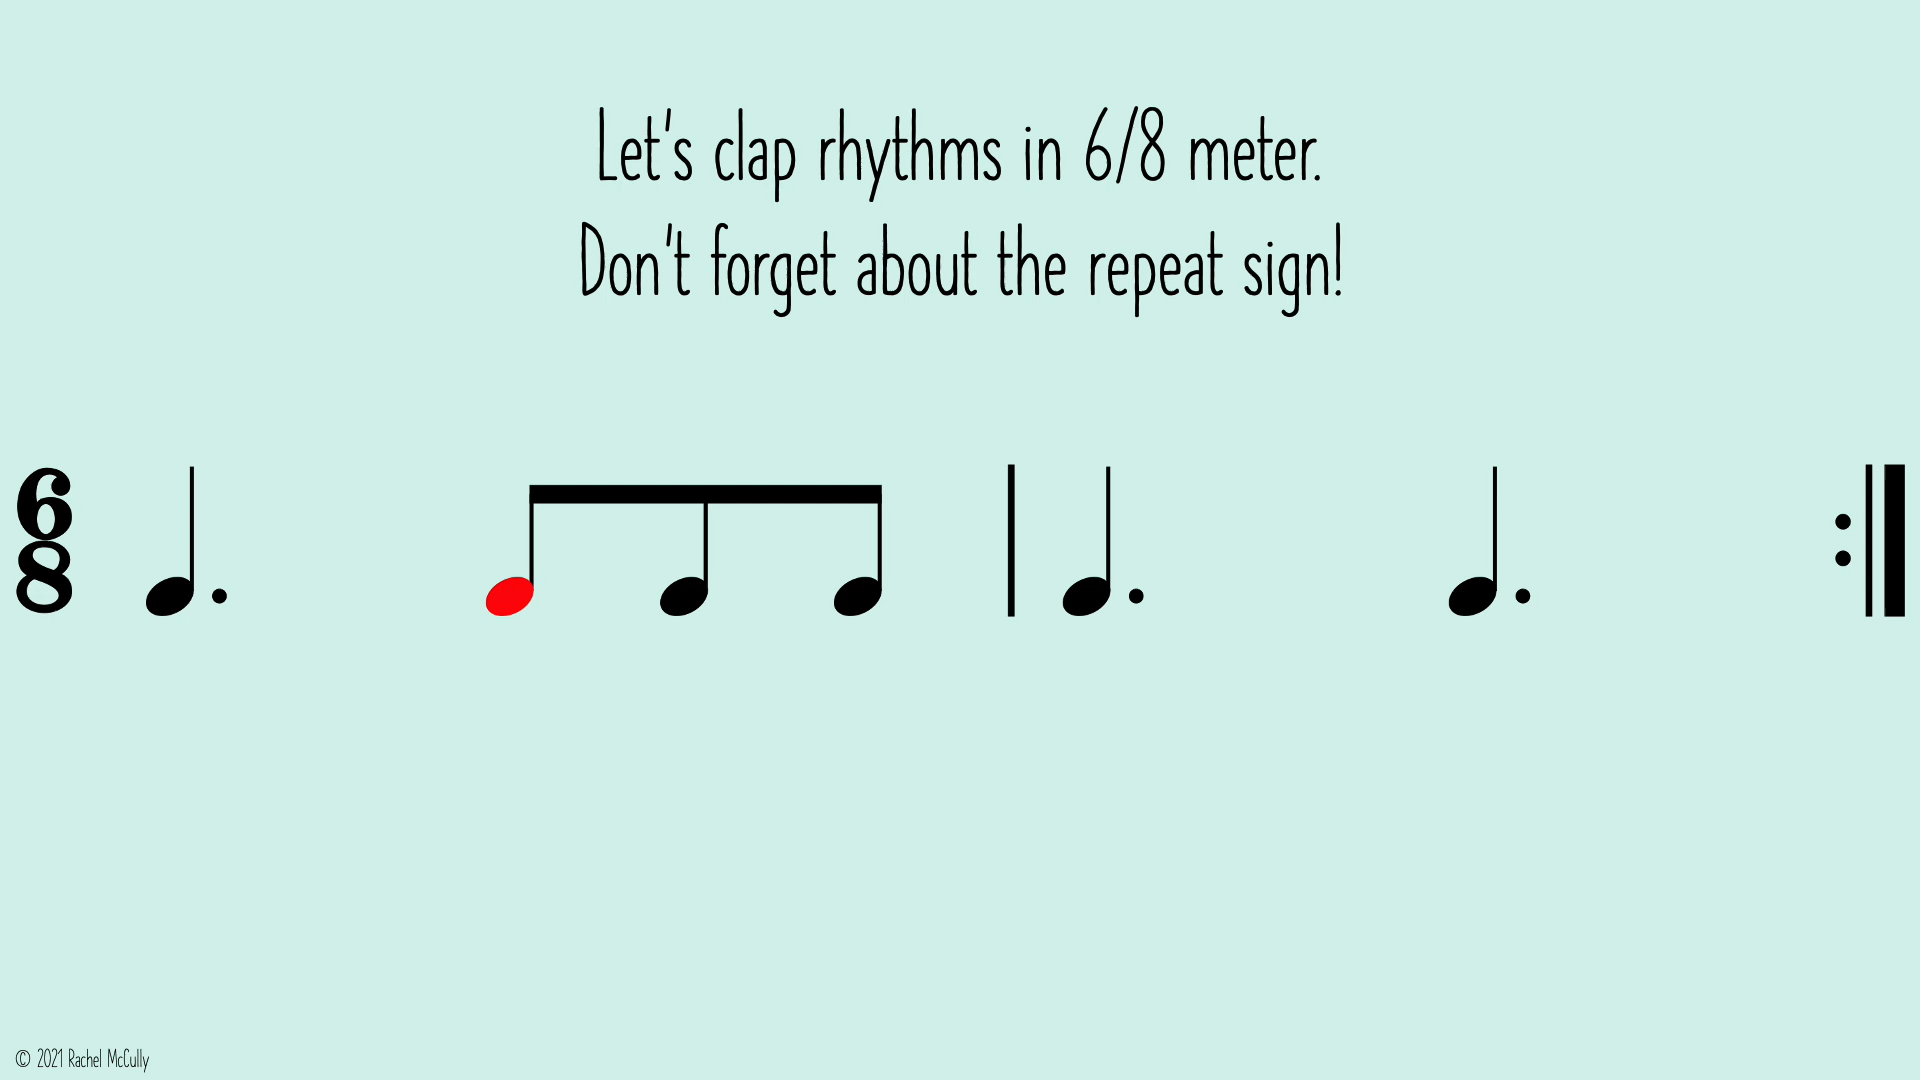 Let's clap rhythms in 6/8 meter.
Don't forget about the repeat sign!
6
8
© 2021 Rachel McCully